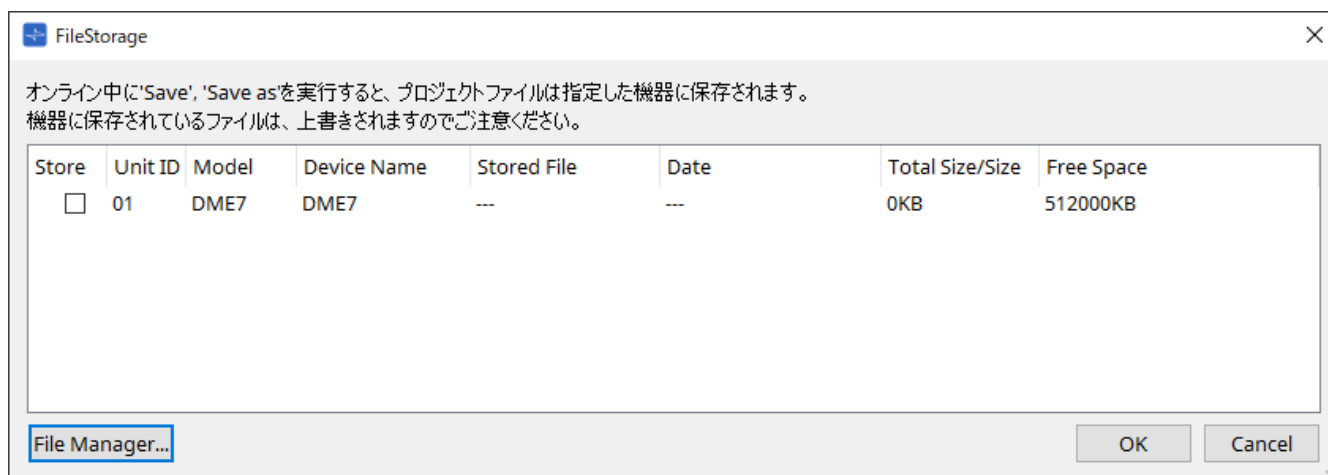 FileStorage
オンライン中に'Save', 'Save as'を実行すると、プロジェクトファイルは指定した機器に保存されます。
機器に保存されているファイルは、上書きされますのでご注意ください。
Store Unit ID Model Device Name Stored File Date Total Size/Size Free Space
01 DME7 DME7 --- --- 0KB 512000KB
File Manager... OK Cancel